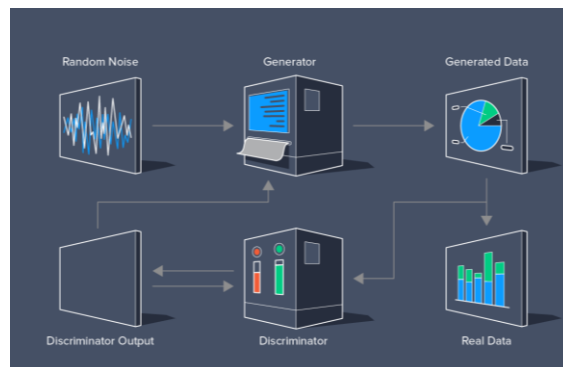 Random Noise
Generator
Generated Data
Discriminator Output
Discriminator
Real Data